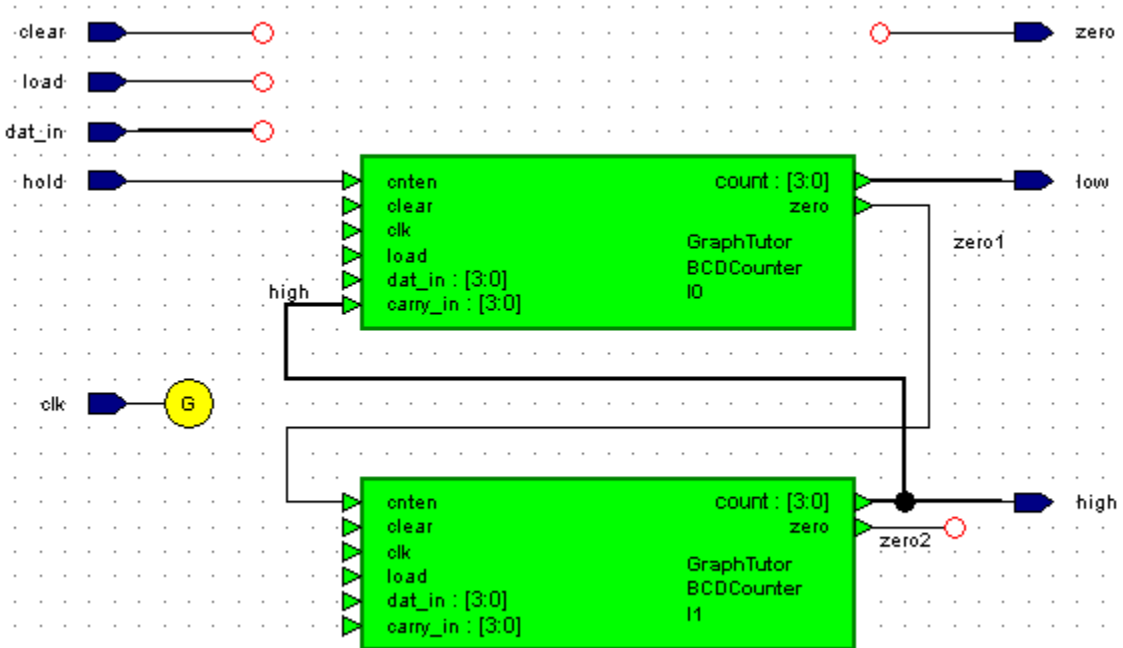 clear
zero
load
dat_in
hold
cnten
count : [3:0]
low
clear
zero
clk
GraphTutor
zero1
load
BCDCounter
dat_in : [3:0]
I0
high
carry_in : [3:0]
clk
G
cnten
count : [3:0]
high
clear
zero
zero2
clk
GraphTutor
load
BCDCounter
dat_in : [3:0]
I1
carry_in : [3:0]